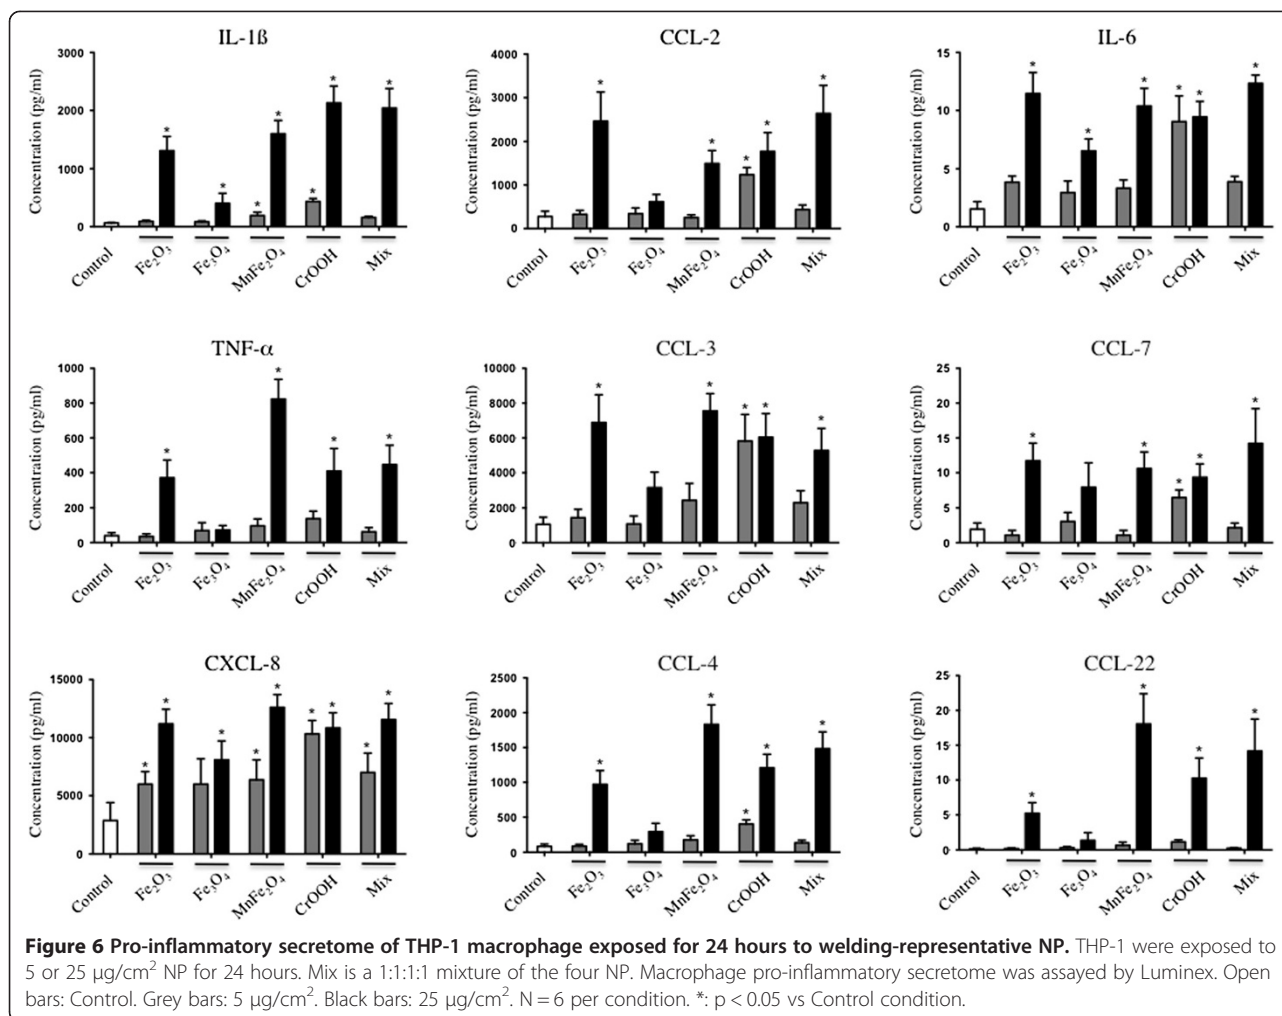 IL-1ß
Concentration (pg/ml)
3000
2000
1000
0
Control
Fe₂O₃
Fe₃O₄
MnFe₂O₄
CrOOH
Mix
* * * * * * *
CCL-2
Concentration (pg/ml)
4000
3000
2000
1000
0
Control
Fe₂O₃
Fe₃O₄
MnFe₂O₄
CrOOH
Mix
* * * * *
IL-6
Concentration (pg/ml)
15
10
5
0
Control
Fe₂O₃
Fe₃O₄
MnFe₂O₄
CrOOH
Mix
* * * * * *
TNF-α
Concentration (pg/ml)
1000
800
600
400
200
0
Control
Fe₂O₃
Fe₃O₄
MnFe₂O₄
CrOOH
Mix
* * * *
CCL-3
Concentration (pg/ml)
10000
8000
6000
4000
2000
0
Control
Fe₂O₃
Fe₃O₄
MnFe₂O₄
CrOOH
Mix
* * * * *
CCL-7
Concentration (pg/ml)
25
20
15
10
5
0
Control
Fe₂O₃
Fe₃O₄
MnFe₂O₄
CrOOH
Mix
* * * * *
CXCL-8
Concentration (pg/ml)
15000
10000
5000
0
Control
Fe₂O₃
Fe₃O₄
MnFe₂O₄
CrOOH
Mix
* * * * * * * * *
CCL-4
Concentration (pg/ml)
2500
2000
1500
1000
500
0
Control
Fe₂O₃
Fe₃O₄
MnFe₂O₄
CrOOH
Mix
* * * * *
CCL-22
Concentration (pg/ml)
25
20
15
10
5
0
Control
Fe₂O₃
Fe₃O₄
MnFe₂O₄
CrOOH
Mix
* * * *
Figure 6 Pro-inflammatory secretome of THP-1 macrophage exposed for 24 hours to welding-representative NP. THP-1 were exposed to
5 or 25 μg/cm² NP for 24 hours. Mix is a 1:1:1:1 mixture of the four NP. Macrophage pro-inflammatory secretome was assayed by Luminex. Open
bars: Control. Grey bars: 5 μg/cm². Black bars: 25 μg/cm². N = 6 per condition. *: p < 0.05 vs Control condition.